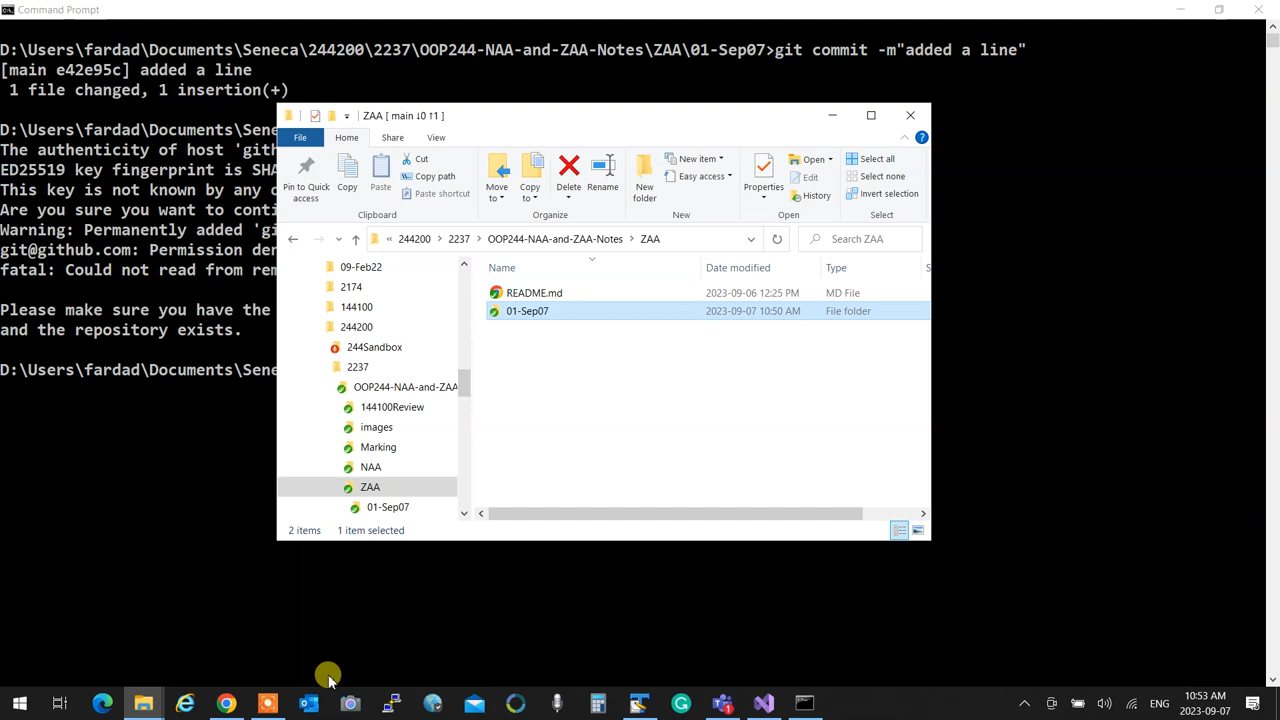 Command Prompt
D:\Users\fardad\Documents\Seneca\244200\2237\OOP244-NAA-and-ZAA-Notes\ZAA\01-Sep07>git commit -m"added a line"
[main e42e95c] added a line
1 file changed, 1 insertion(+)
D:\Users\fardad\Documents\Sene
The authenticity of host 'gith
ED25519 key fingerprint is SHA
This key is not known by any o
Are you sure you want to conti
Warning: Permanently added 'gi
git@github.com: Permission den
fatal: Could not read from rem
Please make sure you have the
and the repository exists.
D:\Users\fardad\Documents\Sene
ZAA [ main ↓0 ↑1 ]
File Home Share View
Pin to Quick access
Copy
Paste
Cut
Copy path
Paste shortcut
Clipboard
Move to
Copy to
Delete
Rename
Organize
New folder
New item
Easy access
New
Properties
Open
Edit
History
Open
Select all
Select none
Invert selection
Select
« 244200 > 2237 > OOP244-NAA-and-ZAA-Notes > ZAA
Search ZAA
09-Feb22
2174
144100
244200
244Sandbox
2237
OOP244-NAA-and-ZAA
144100Review
images
Marking
NAA
ZAA
01-Sep07
Name Date modified Type S
README.md 2023-09-06 12:25 PM MD File
01-Sep07 2023-09-07 10:50 AM File folder
2 items 1 item selected
ENG
10:53 AM
2023-09-07